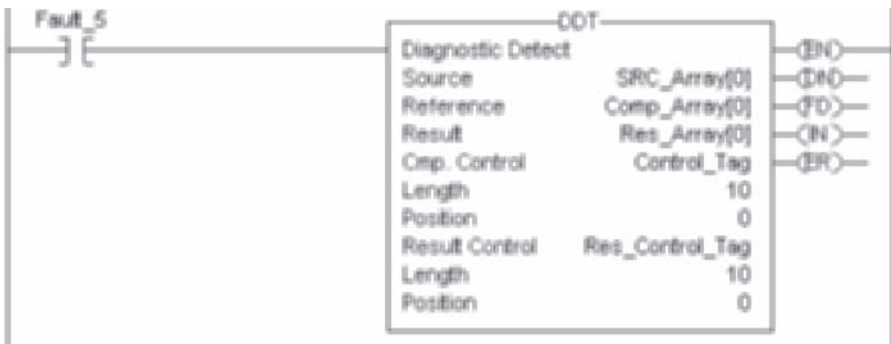 Fault_5
DDT
Diagnostic Detect
Source SRC_Array[0]
Reference Comp_Array[0]
Result Res_Array[0]
Cmp. Control Control_Tag
Length 10
Position 0
Result Control Res_Control_Tag
Length 10
Position 0
EN
DN
FD
IN
ER